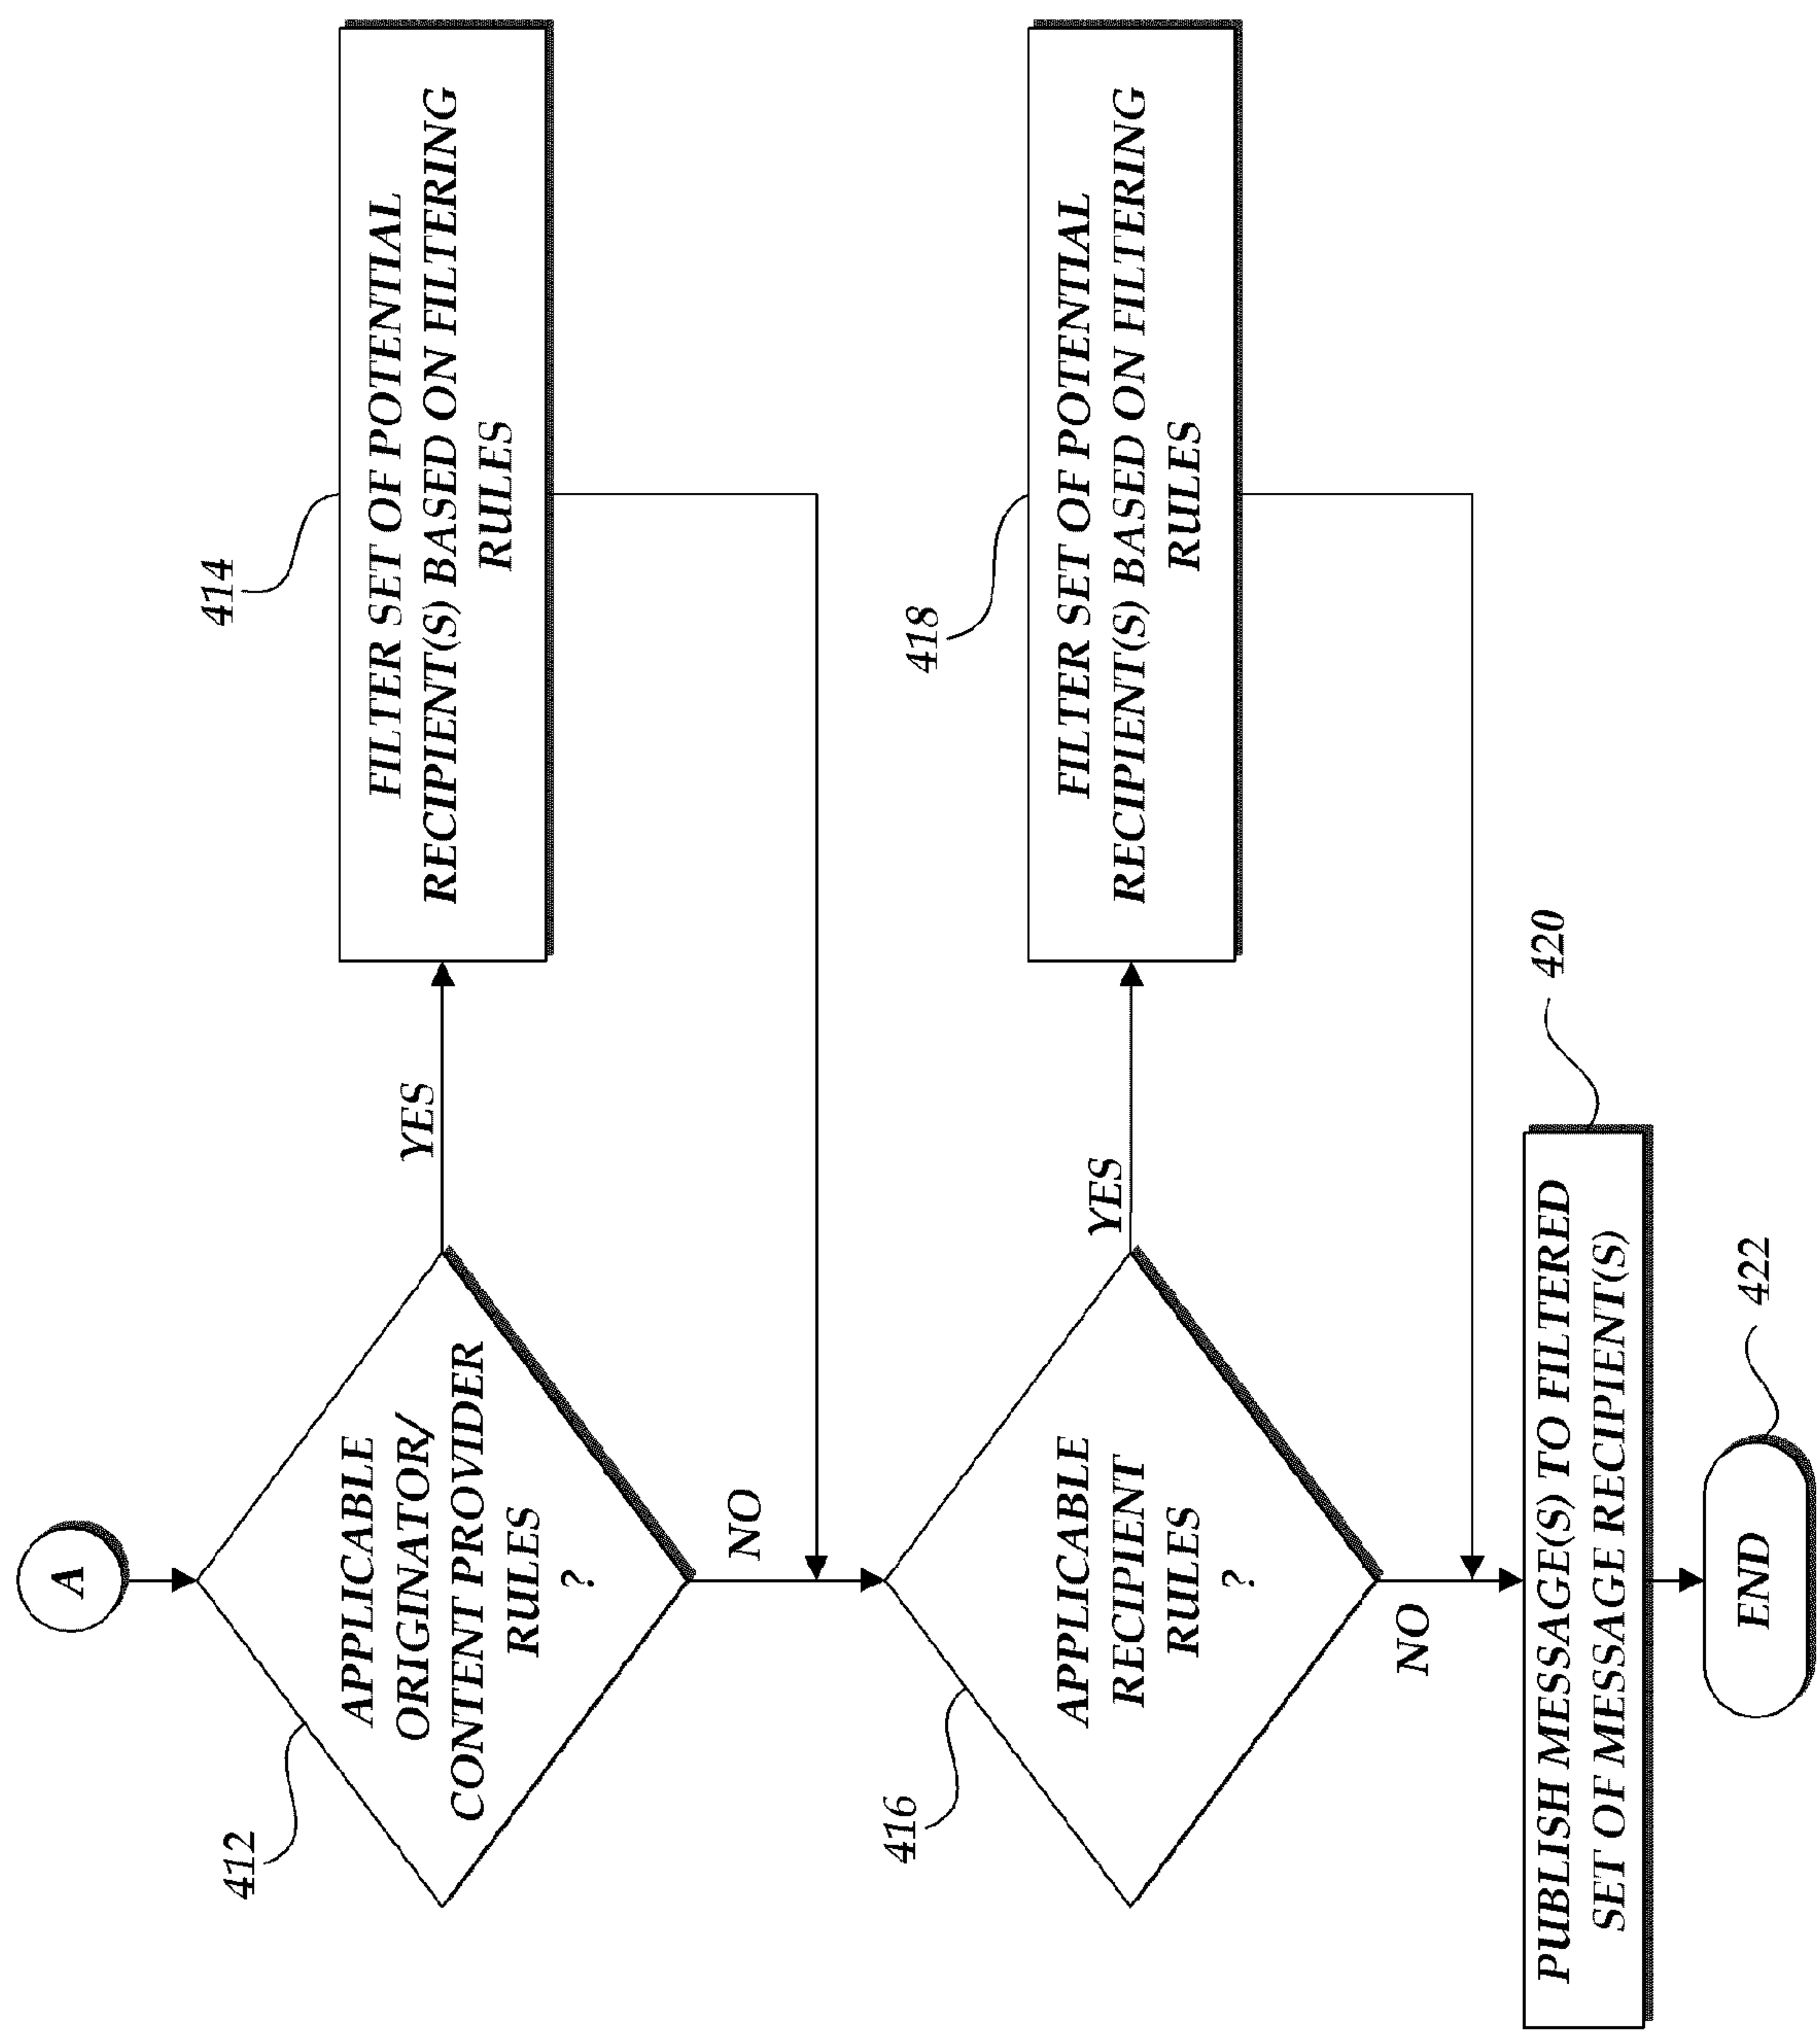 A
412
APPLICABLE
ORIGINATOR/
CONTENT PROVIDER
RULES
?
YES
414
FILTER SET OF POTENTIAL
RECIPIENT(S) BASED ON FILTERING
RULES
NO
416
APPLICABLE
RECIPIENT
RULES
?
YES
418
FILTER SET OF POTENTIAL
RECIPIENT(S) BASED ON FILTERING
RULES
NO
420
PUBLISH MESSAGE(S) TO FILTERED
SET OF MESSAGE RECIPIENT(S)
422
END